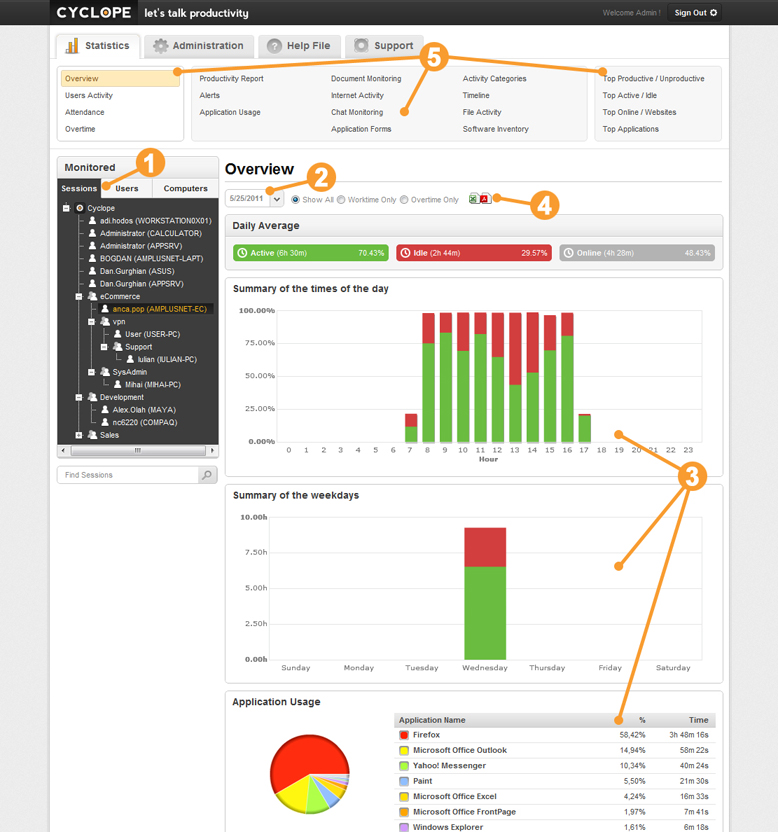 CYCLOPE let's talk productivity
Welcome Admin !
Sign Out
Statistics
Administration
Help File
Support
5
Overview
Users Activity
Attendance
Overtime
Productivity Report
Alerts
Application Usage
Document Monitoring
Internet Activity
Chat Monitoring
Application Forms
Activity Categories
Timeline
File Activity
Software Inventory
Top Productive / Unproductive
Top Active / Idle
Top Online / Websites
Top Applications
Monitored
1
Sessions
Users
Computers
Cyclope
adi.hodos (WORKSTATION0X01)
Administrator (CALCULATOR)
Administrator (APPSRV)
BOGDAN (AMPLUSNET-LAPT)
Dan.Gurghian (ASUS)
Dan.Gurghian (APPSRV)
eCommerce
anca.pop (AMPLUSNET-EC)
vpn
User (USER-PC)
Support
Iulian (IULIAN-PC)
SysAdmin
Mihai (MIHAI-PC)
Development
Alex.Olah (MAYA)
nc6220 (COMPAQ)
Sales
Find Sessions
Overview
2
5/25/2011
Show All
Worktime Only
Overtime Only
4
Daily Average
Active (6h 30m) 70.43%
Idle (2h 44m) 29.57%
Online (4h 28m) 48.43%
Summary of the times of the day
100.00%
75.00%
50.00%
25.00%
0.00%
0 1 2 3 4 5 6 7 8 9 10 11 12 13 14 15 16 17 18 19 20 21 22 23
Hour
3
Summary of the weekdays
10.00h
7.50h
5.00h
2.50h
0.00h
Sunday Monday Tuesday Wednesday Thursday Friday Saturday
Application Usage
Application Name % Time
Firefox 58,42% 3h 48m 16s
Microsoft Office Outlook 14,94% 58m 22s
Yahoo! Messenger 10,34% 40m 24s
Paint 5,50% 21m 30s
Microsoft Office Excel 4,24% 16m 33s
Microsoft Office FrontPage 1,97% 7m 41s
Windows Explorer 1,61% 6m 18s